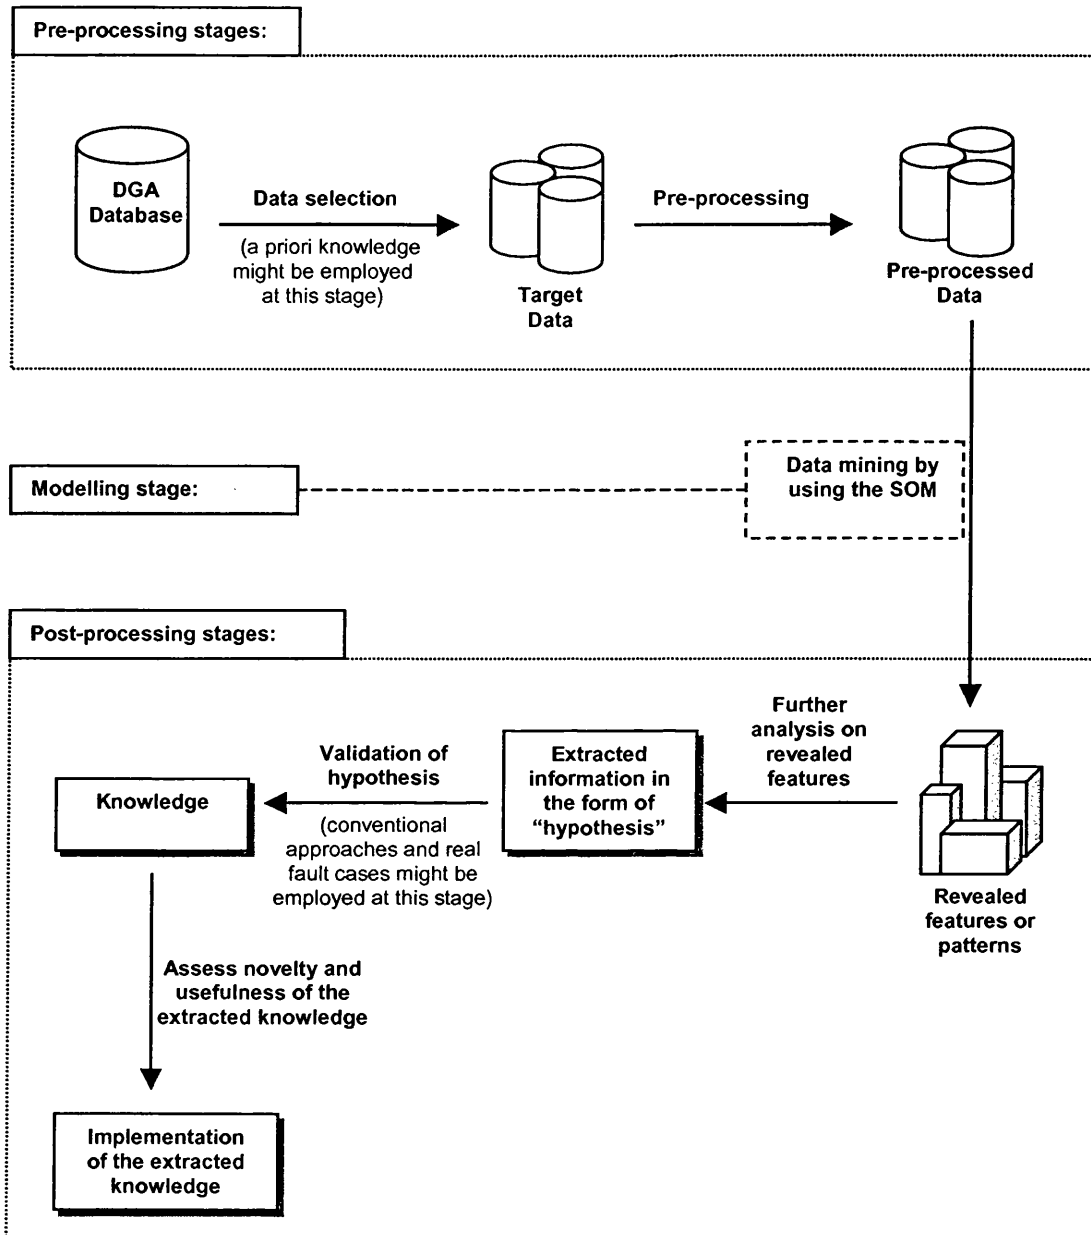 Pre-processing stages:
DGA
Database
Data selection
(a priori knowledge
might be employed
at this stage)
Target
Data
Pre-processing
Pre-processed
Data
Modelling stage:
Data mining by
using the SOM
Post-processing stages:
Further
analysis on
revealed
features
Revealed
features or
patterns
Extracted
information in
the form of
“hypothesis”
Validation of
hypothesis
(conventional
approaches and real
fault cases might be
employed at this stage)
Knowledge
Assess novelty and
usefulness of the
extracted knowledge
Implementation
of the extracted
knowledge